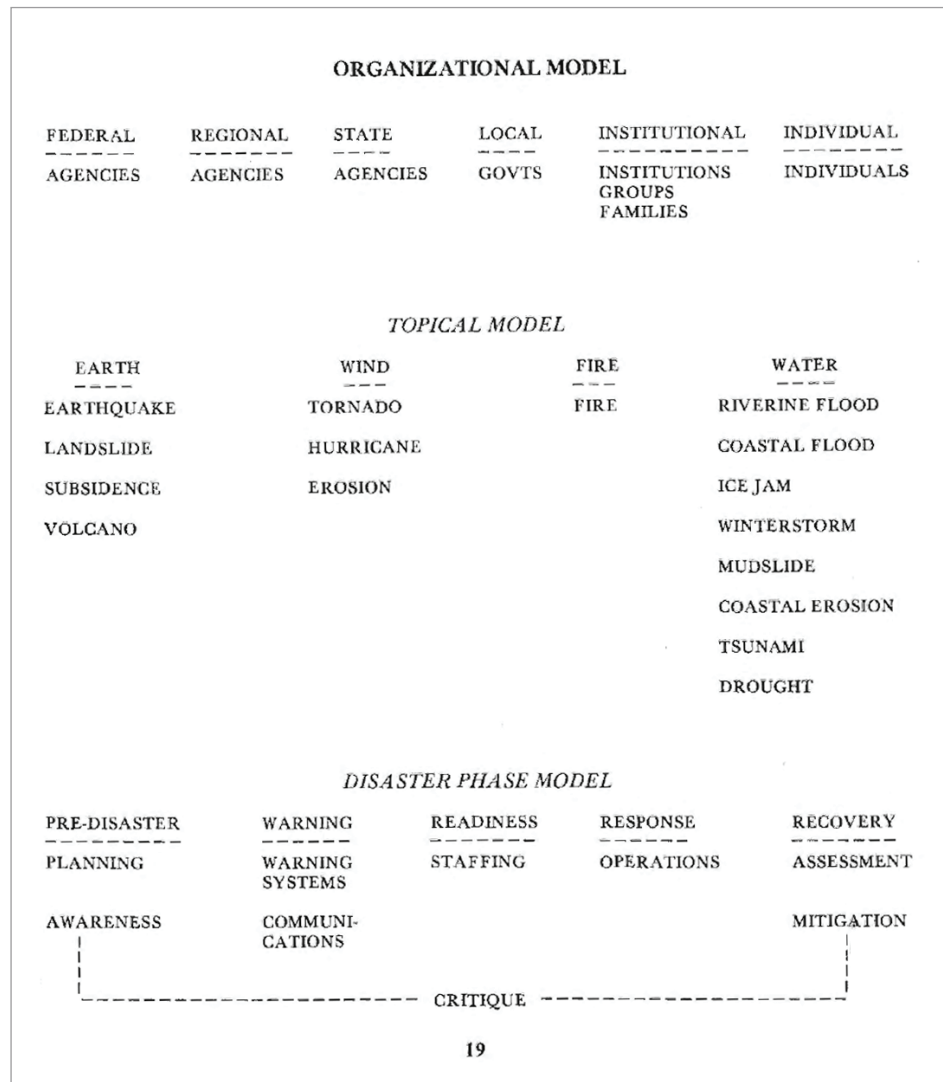 ORGANIZATIONAL MODEL
FEDERAL REGIONAL STATE LOCAL INSTITUTIONAL INDIVIDUAL
AGENCIES AGENCIES AGENCIES GOVTS INSTITUTIONS INDIVIDUALS
GROUPS
FAMILIES
TOPICAL MODEL
EARTH WIND FIRE WATER
EARTHQUAKE TORNADO FIRE RIVERINE FLOOD
LANDSLIDE HURRICANE COASTAL FLOOD
SUBSIDENCE EROSION ICE JAM
VOLCANO WINTERSTORM
MUDSLIDE
COASTAL EROSION
TSUNAMI
DROUGHT
DISASTER PHASE MODEL
PRE-DISASTER WARNING READINESS RESPONSE RECOVERY
PLANNING WARNING STAFFING OPERATIONS ASSESSMENT
SYSTEMS
AWARENESS COMMUNI- MITIGATION
CATIONS
CRITIQUE
19